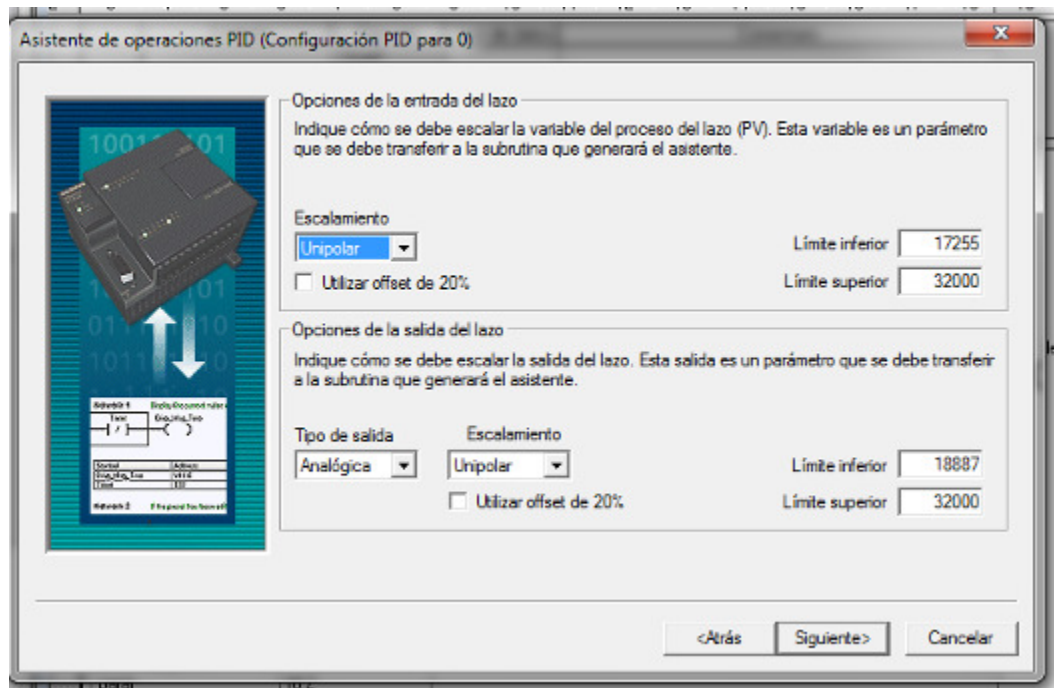 Asistente de operaciones PID (Configuración PID para 0)
Opciones de la entrada del lazo
Indique cómo se debe escalar la variable del proceso del lazo (PV). Esta variable es un parámetro
que se debe transferir a la subrutina que generará el asistente.
Escalamiento
Unipolar
Límite inferior 17255
Utilizar offset de 20%
Límite superior 32000
Opciones de la salida del lazo
Indique cómo se debe escalar la salida del lazo. Esta salida es un parámetro que se debe transferir
a la subrutina que generará el asistente.
Tipo de salida Escalamiento
Analógica Unipolar Límite inferior 18887
Utilizar offset de 20% Límite superior 32000
<Atrás Siguiente> Cancelar